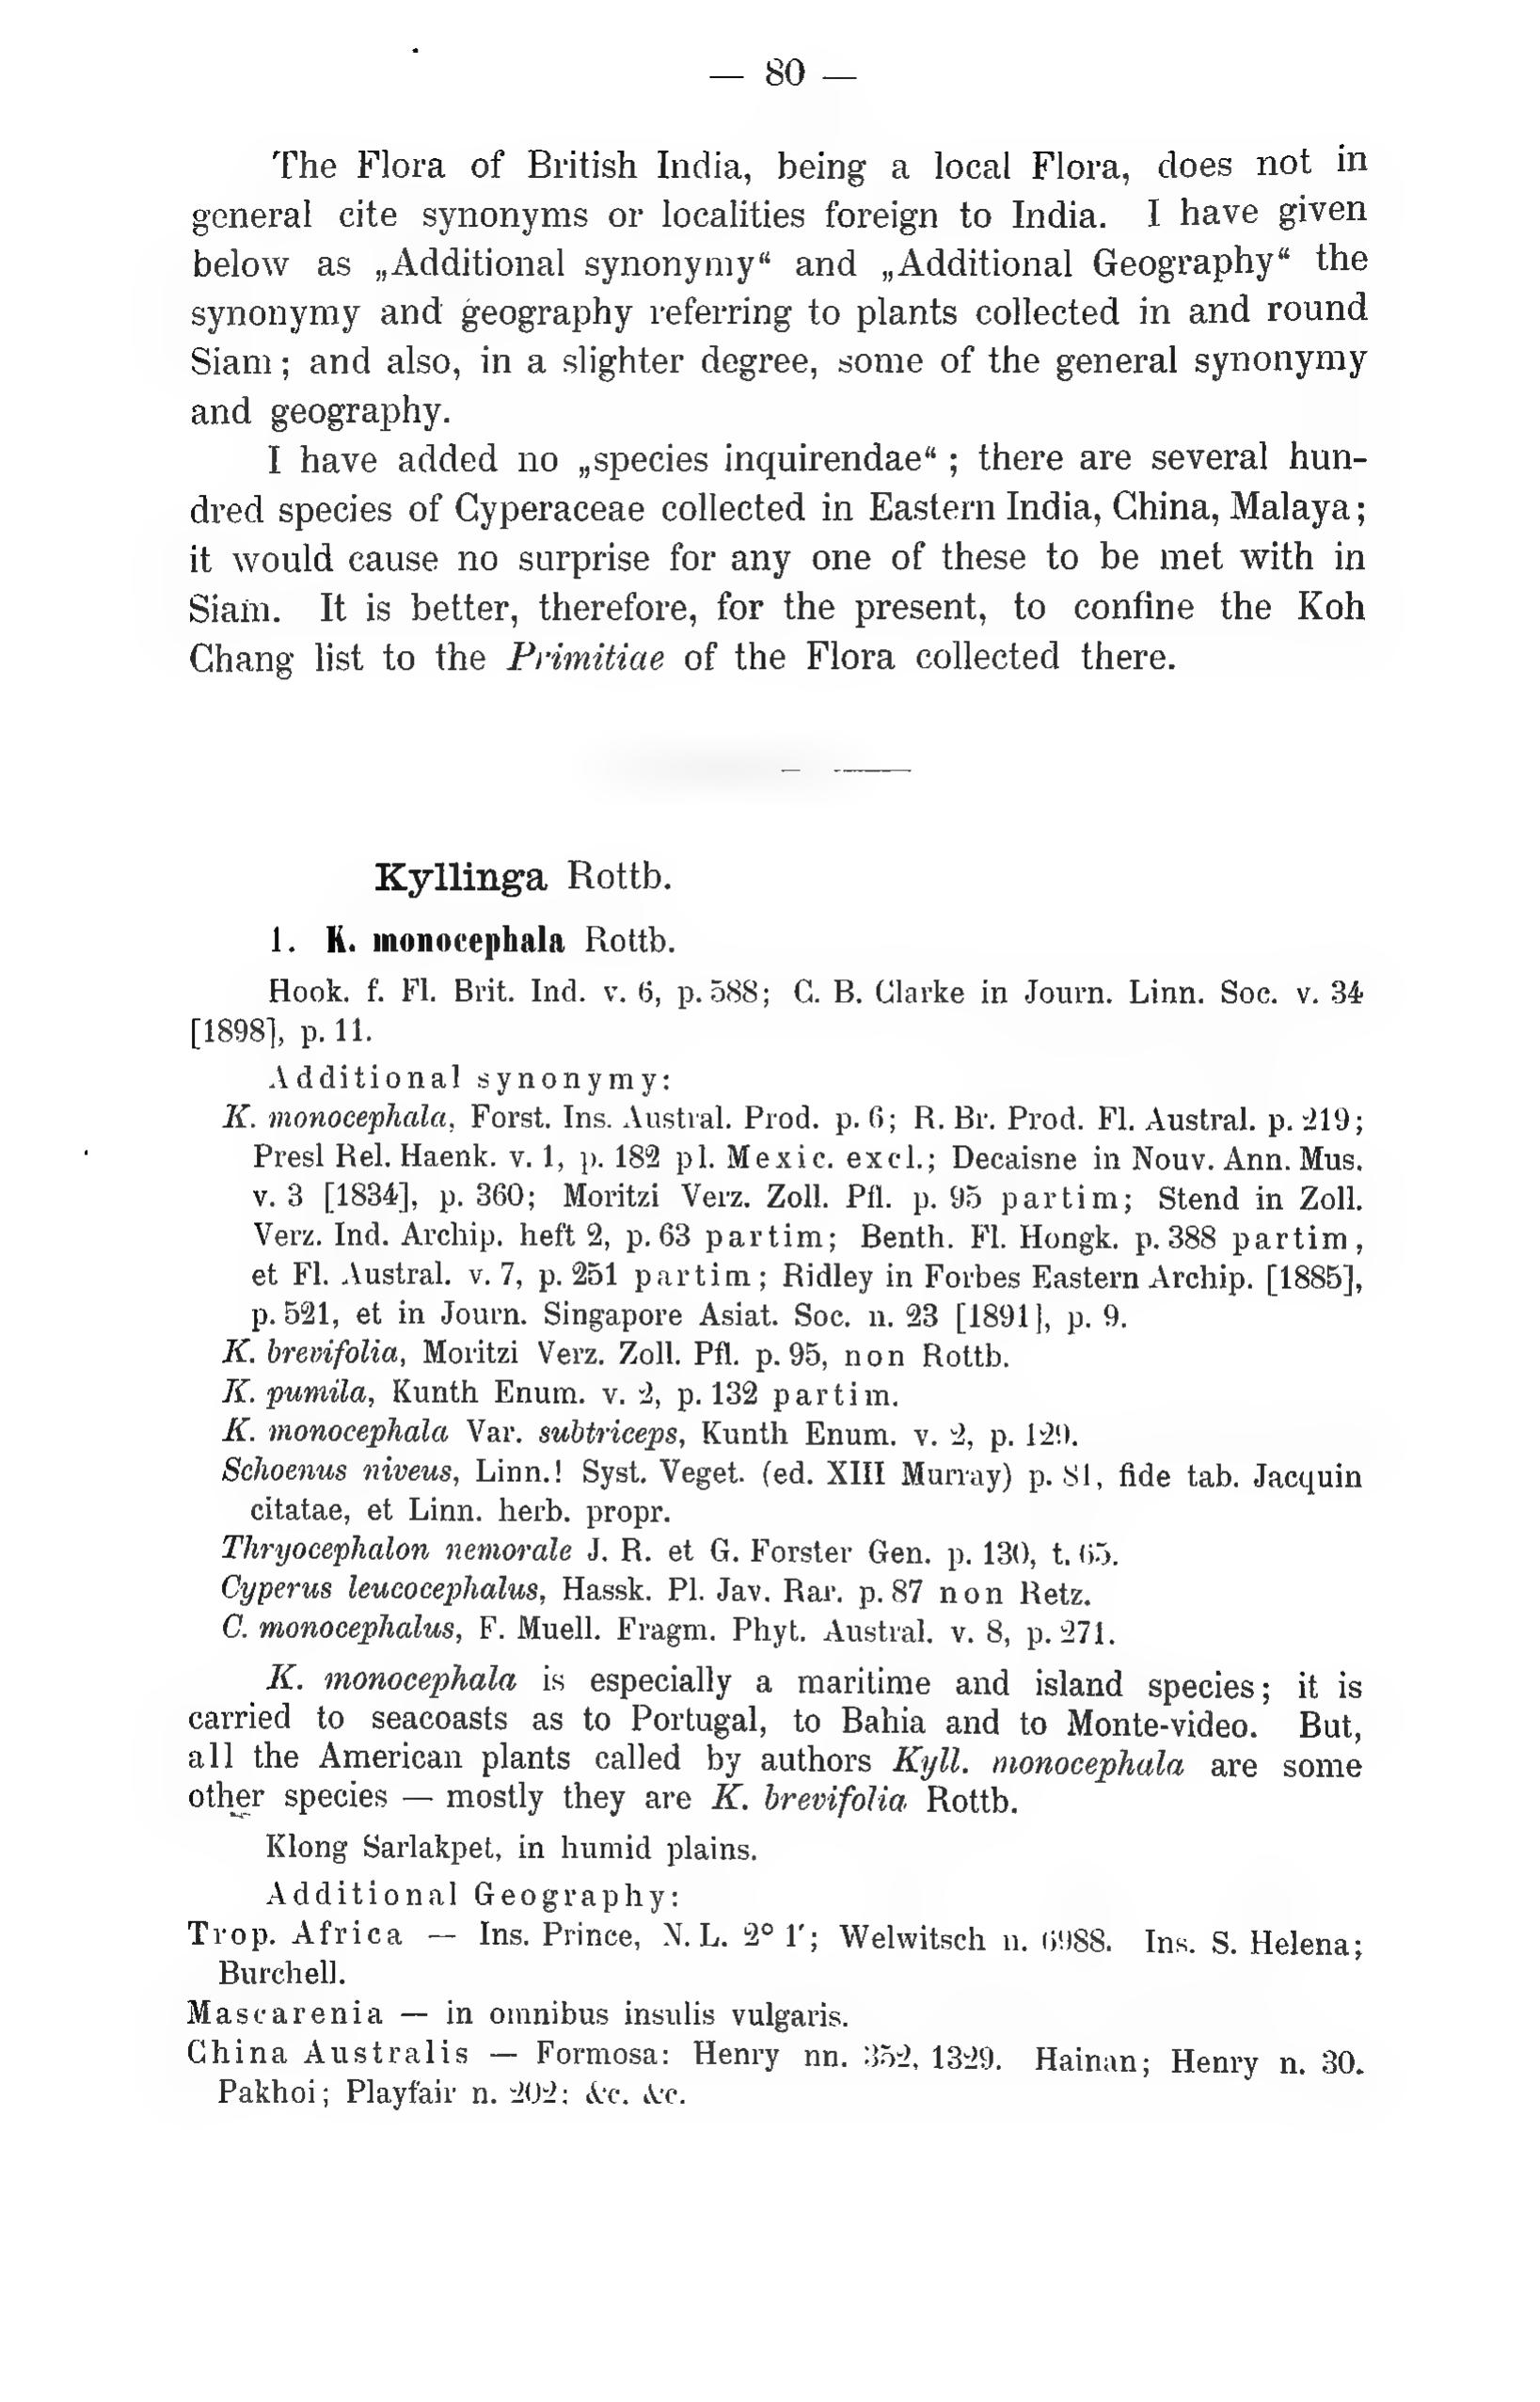 — 80 —
The Flora of British India, being a local Flora, does not in
general cite synonyms or localities foreign to India. I have given
below as „Additional synonymy“ and „Additional Geography“ the
synonymy and geography referring to plants collected in and round
Siam; and also, in a slighter degree, some of the general synonymy
and geography.
I have added no „species inquirendae“; there are several hun-
dred species of Cyperaceae collected in Eastern India, China, Malaya;
it would cause no surprise for any one of these to be met with in
Siam. It is better, therefore, for the present, to confine the Koh
Chang list to the Primitiae of the Flora collected there.
Kyllinga Rottb.
1. K. monocephala Rottb.
Hook. f. Fl. Brit. Ind. v. 6, p. 588; C. B. Clarke in Journ. Linn. Soc. v. 34
[1898], p. 11.
Additional synonymy:
K. monocephala, Forst. Ins. Austral. Prod. p. 6; R. Br. Prod. Fl. Austral. p. 219;
Presl Rel. Haenk. v. 1, p. 182 pl. Mexic. excl.; Decaisne in Nouv. Ann. Mus.
v. 3 [1834], p. 360; Moritzi Verz. Zoll. Pfl. p. 95 partim; Stend in Zoll.
Verz. Ind. Archip. heft 2, p. 63 partim; Benth. Fl. Hongk. p. 388 partim,
et Fl. Austral. v. 7, p. 251 partim; Ridley in Forbes Eastern Archip. [1885],
p. 521, et in Journ. Singapore Asiat. Soc. n. 23 [1891], p. 9.
K. brevifolia, Moritzi Verz. Zoll. Pfl. p. 95, non Rottb.
K. pumila, Kunth Enum. v. 2, p. 132 partim.
K. monocephala Var. subtriceps, Kunth Enum. v. 2, p. 129.
Schoenus niveus, Linn.! Syst. Veget. (ed. XIII Murray) p. 81, fide tab. Jacquin
citatae, et Linn. herb. propr.
Thryocephalon nemorale J. R. et G. Forster Gen. p. 130, t. 65.
Cyperus leucocephalus, Hassk. Pl. Jav. Rar. p. 87 non Retz.
C. monocephalus, F. Muell. Fragm. Phyt. Austral. v. 8, p. 271.
K. monocephala is especially a maritime and island species; it is
carried to seacoasts as to Portugal, to Bahia and to Monte-video. But,
all the American plants called by authors Kyll. monocephala are some
other species — mostly they are K. brevifolia Rottb.
Klong Sarlakpet, in humid plains.
Additional Geography:
Trop. Africa — Ins. Prince, N. L. 2° 1′; Welwitsch n. 6988. Ins. S. Helena;
Burchell.
Mascarenia — in omnibus insulis vulgaris.
China Australis — Formosa: Henry nn. 352, 1329. Hainan; Henry n. 30.
Pakhoi; Playfair n. 202; &c. &c.